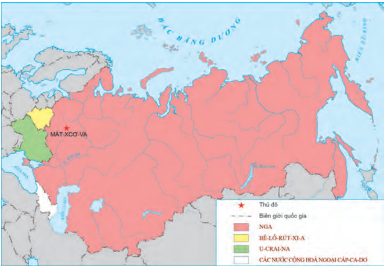 BẮC BĂNG DƯƠNG
MÁT-XCƠ-VA
Thủ đô
Biên giới quốc gia
NGA
BÊ-LÔ-RÚT-XI-A
U-CRAI-NA
CÁC NƯỚC CỘNG HOÀ NGOẠI CÁP-CA-DƠ